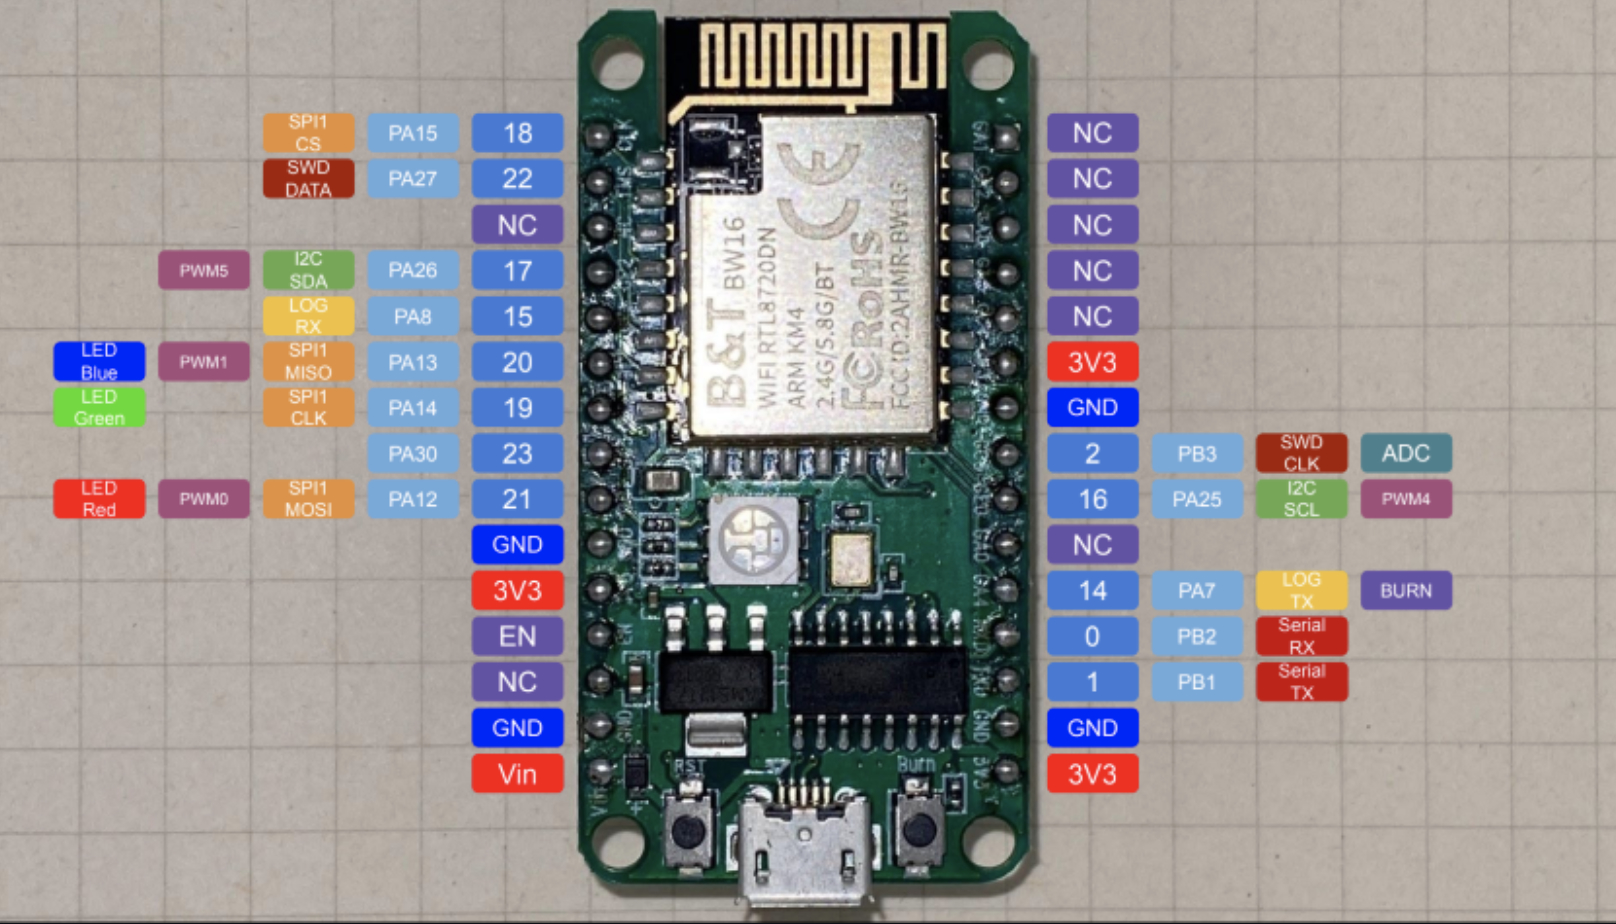 SPI1
CS
PA15
18
SWD
DATA
PA27
22
NC
PWM5
I2C
SDA
PA26
17
LOG
RX
PA8
15
LED
Blue
PWM1
SPI1
MISO
PA13
20
LED
Green
SPI1
CLK
PA14
19
PA30
23
LED
Red
PWM0
SPI1
MOSI
PA12
21
GND
3V3
EN
NC
GND
Vin
CLK
EN
GND
Vin
B&T BW16
WIFI RTL8720DN
ARM KM4
2.4G/5.8G/BT
CE
FC RoHS
FCC ID:2AHMR-BW16
RST
Burn
GND
NC
NC
NC
NC
NC
3V3
GND
2
PB3
SWD
CLK
ADC
16
PA25
I2C
SCL
PWM4
NC
14
PA7
LOG
TX
BURN
0
PB2
Serial
RX
1
PB1
Serial
TX
GND
3V3